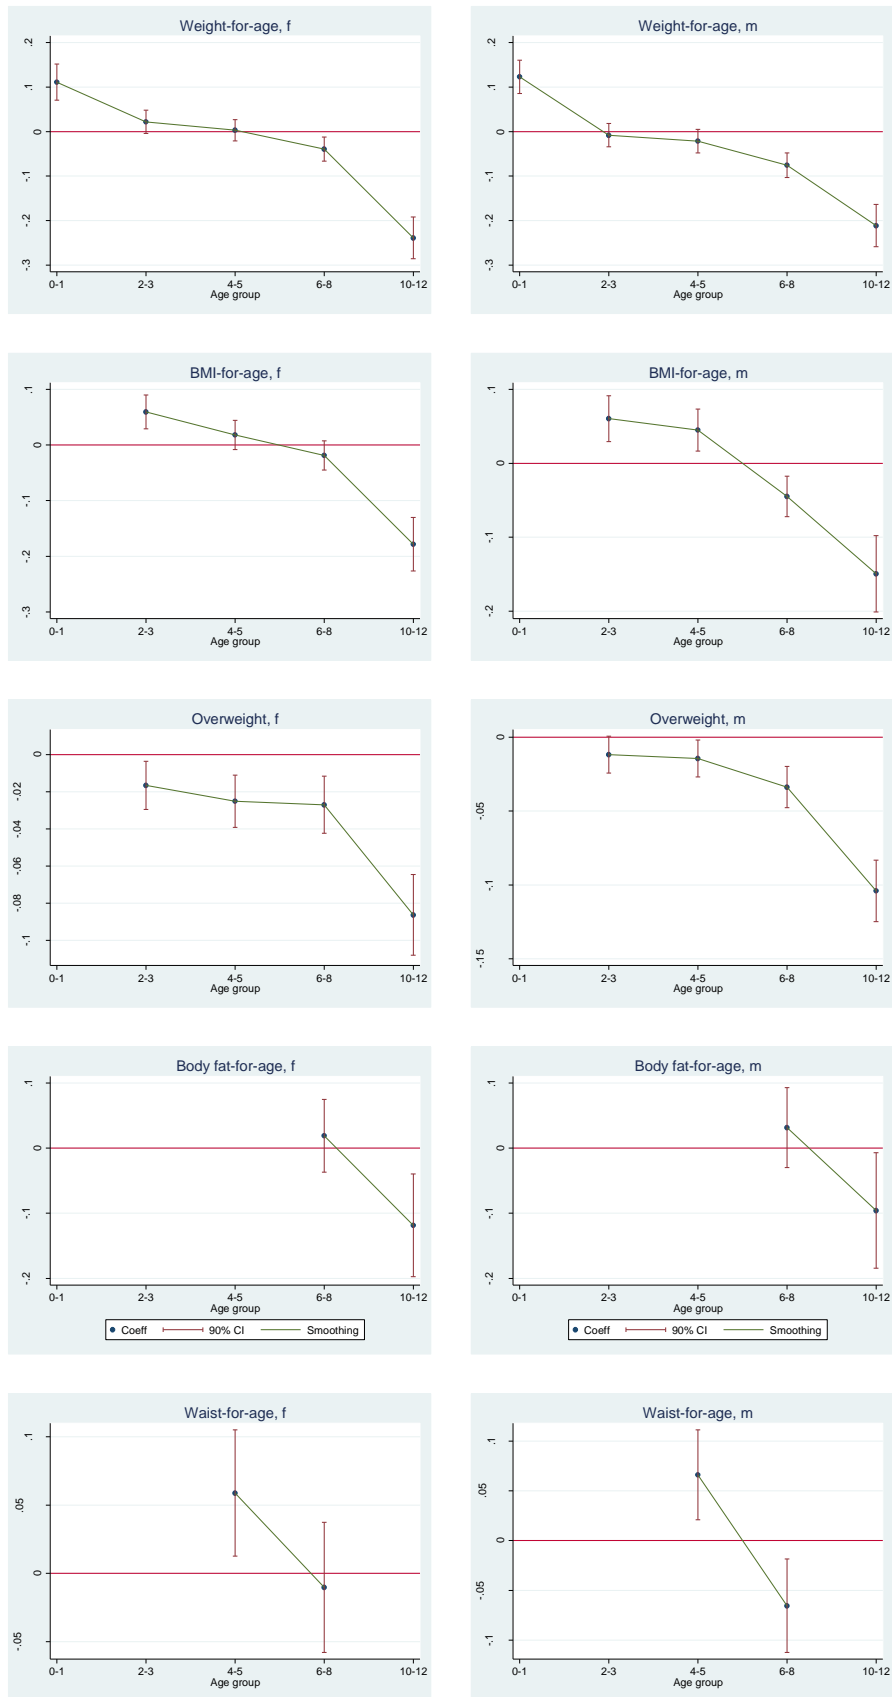 Weight-for-age, f
.2
.1
0
-.1
-.2
-.3
0-1 2-3 4-5 6-8 10-12
Age group
Weight-for-age, m
.2
.1
0
-.1
-.2
-.3
0-1 2-3 4-5 6-8 10-12
Age group
BMI-for-age, f
.1
0
-.1
-.2
-.3
0-1 2-3 4-5 6-8 10-12
Age group
BMI-for-age, m
.1
0
-.1
-.2
0-1 2-3 4-5 6-8 10-12
Age group
Overweight, f
0
-.02
-.04
-.06
-.08
-.1
0-1 2-3 4-5 6-8 10-12
Age group
Overweight, m
0
-.05
-.1
-.15
0-1 2-3 4-5 6-8 10-12
Age group
Body fat-for-age, f
.1
0
-.1
-.2
0-1 2-3 4-5 6-8 10-12
Age group
Coeff 90% CI Smoothing
Body fat-for-age, m
.1
0
-.1
-.2
0-1 2-3 4-5 6-8 10-12
Age group
Coeff 90% CI Smoothing
Waist-for-age, f
.1
.05
0
-.05
0-1 2-3 4-5 6-8 10-12
Age group
Waist-for-age, m
.1
.05
0
-.05
-.1
0-1 2-3 4-5 6-8 10-12
Age group